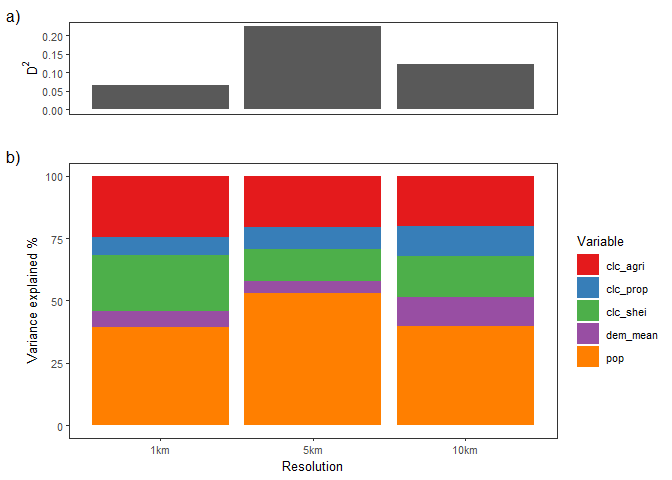 a)
D²
0.20
0.15
0.10
0.05
0.00
b)
Variance explained %
100
75
50
25
0
1km 5km 10km
Resolution
Variable
clc_agri
clc_prop
clc_shei
dem_mean
pop